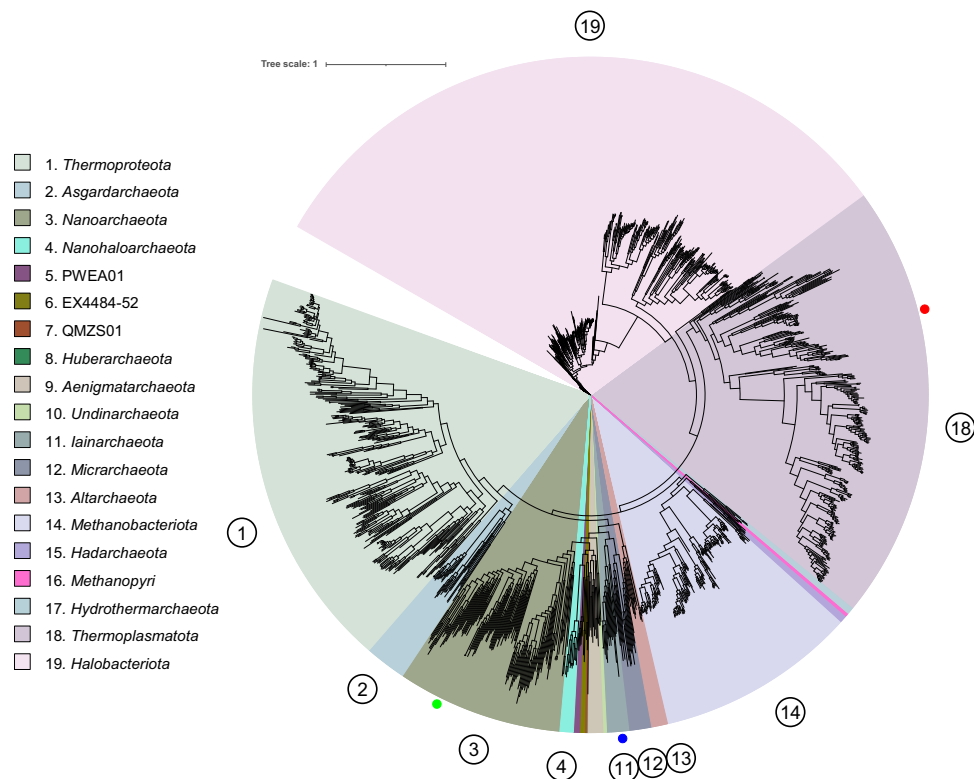 19
Tree scale: 1
1. Thermoproteota
2. Asgardarchaeota
3. Nanoarchaeota
4. Nanohaloarchaeota
5. PWEA01
6. EX4484-52
7. QMZS01
8. Huberarchaeota
9. Aenigmatarchaeota
10. Undinarchaeota
11. Iainarchaeota
12. Micrarchaeota
13. Altarchaeota
14. Methanobacteriota
15. Hadarchaeota
16. Methanopyri
17. Hydrothermarchaeota
18. Thermoplasmatota
19. Halobacteriota
18
1
2
14
3
4
11
12
13